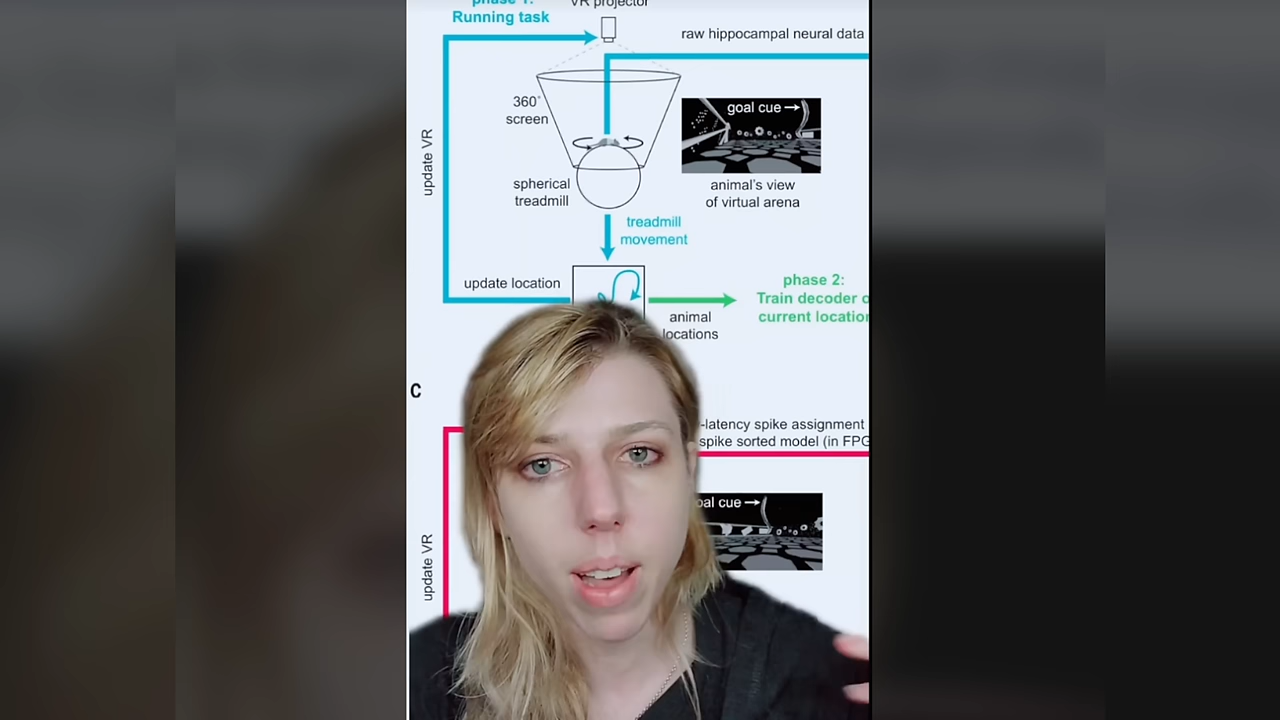 phase 1:
Running task
VR projector
raw hippocampal neural data
360°
screen
goal cue
update VR
spherical
treadmill
animal's view
of virtual arena
treadmill
movement
update location
phase 2:
Train decoder
current location
animal
locations
C
-latency spike assignment
spike sorted model (in FPG
cue
update VR